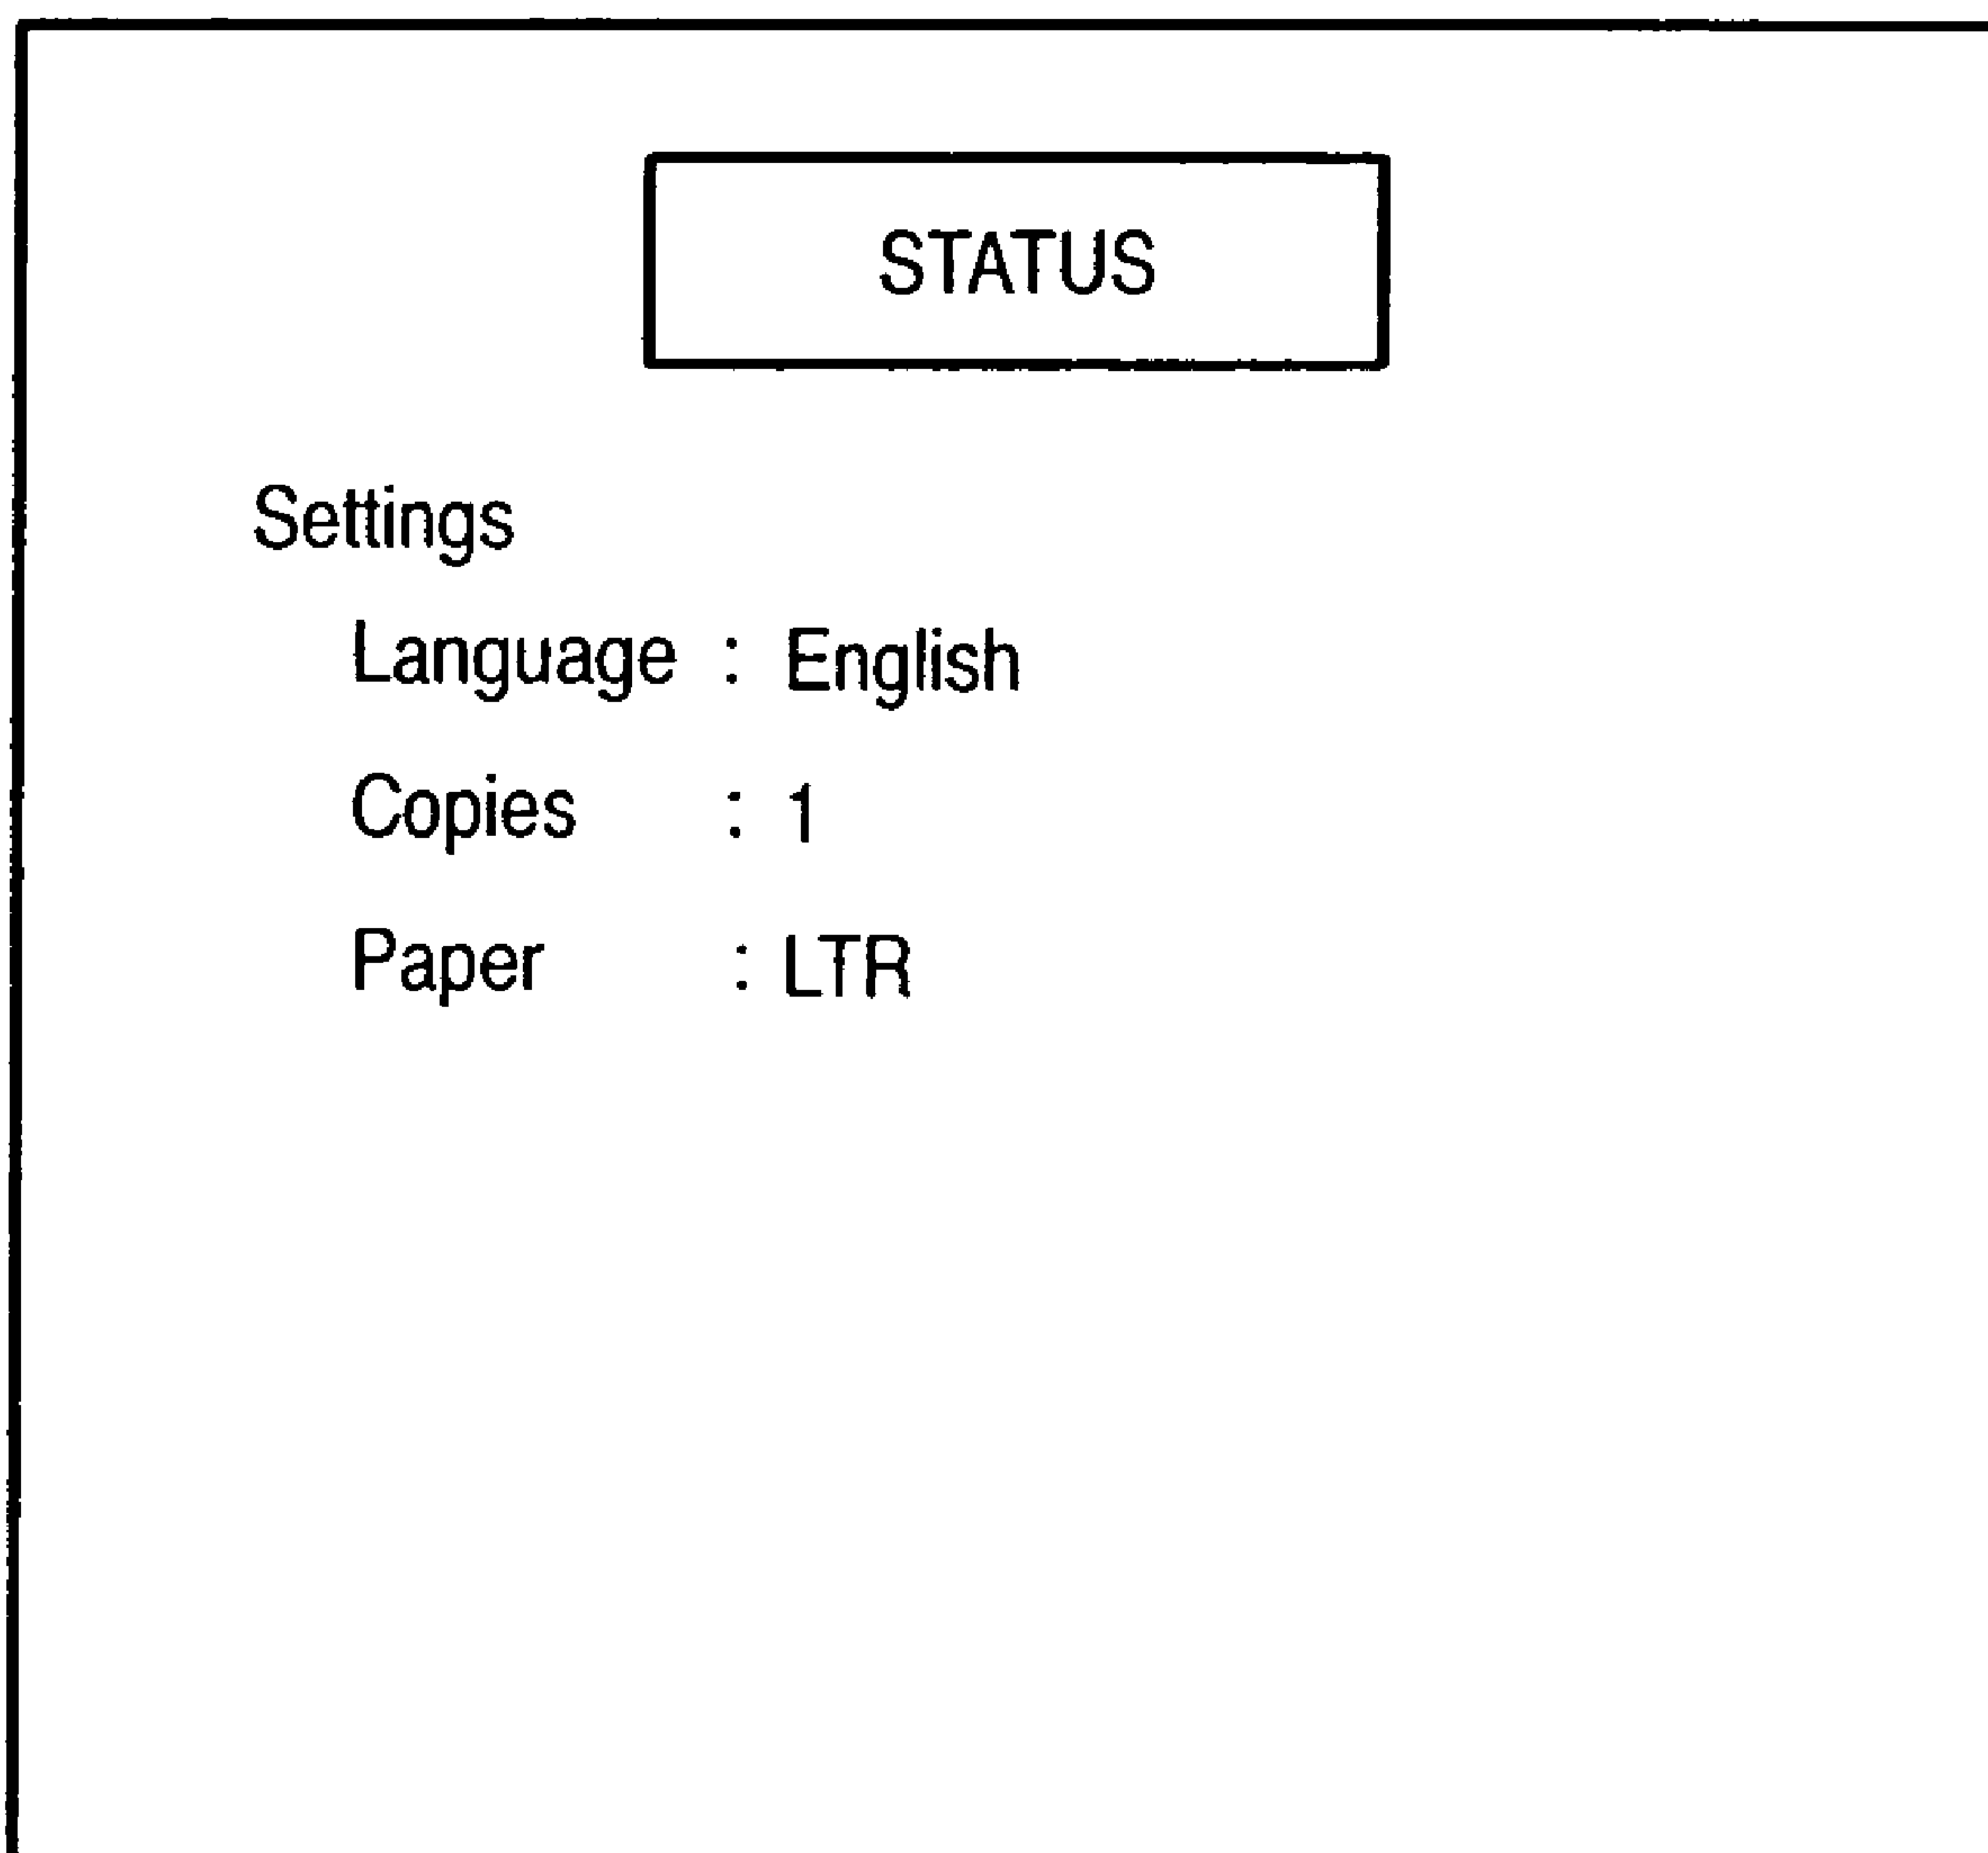 STATUS
Settings
Language : English
Copies : 1
Paper : LTR